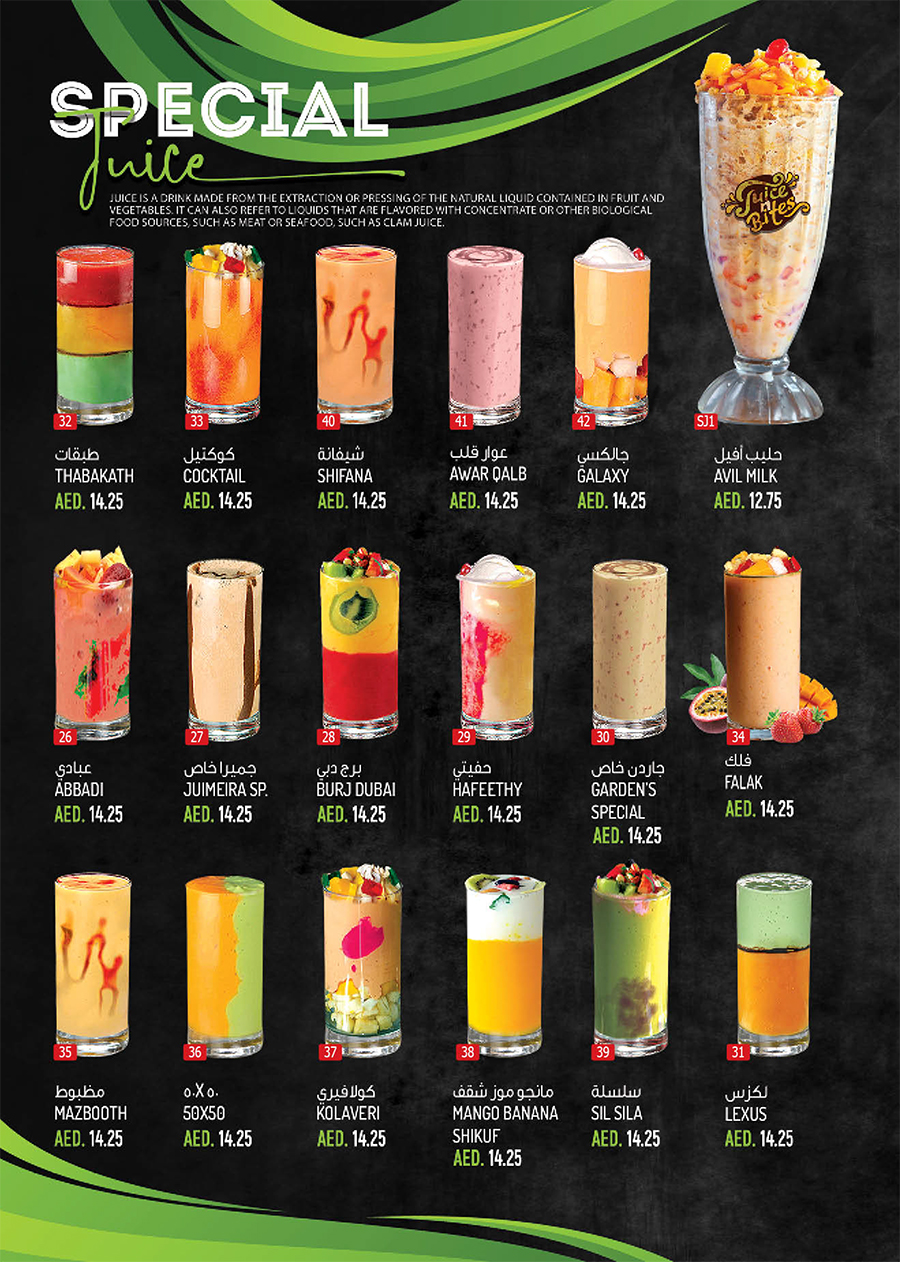 SPECIAL
Juice
JUICE IS A DRINK MADE FROM THE EXTRACTION OR PRESSING OF THE NATURAL LIQUID CONTAINED IN FRUIT AND
VEGETABLES. IT CAN ALSO REFER TO LIQUIDS THAT ARE FLAVORED WITH CONCENTRATE OR OTHER BIOLOGICAL
FOOD SOURCES, SUCH AS MEAT OR SEAFOOD, SUCH AS CLAM JUICE.
Juice
n
Bites
32
طبقات
THABAKATH
AED. 14.25
33
كوكتيل
COCKTAIL
AED. 14.25
40
شيفانة
SHIFANA
AED. 14.25
41
عوار قلب
AWAR QALB
AED. 14.25
42
جالكسي
GALAXY
AED. 14.25
SJ1
حليب أفيل
AVIL MILK
AED. 12.75
26
عبادي
ABBADI
AED. 14.25
27
جميرا خاص
JUIMEIRA SP.
AED. 14.25
28
برج دبي
BURJ DUBAI
AED. 14.25
29
حفيتي
HAFEETHY
AED. 14.25
30
جاردن خاص
GARDEN'S
SPECIAL
AED. 14.25
34
فلك
FALAK
AED. 14.25
35
مظبوط
MAZBOOTH
AED. 14.25
36
٥٠X٥٠
50X50
AED. 14.25
37
كولافيري
KOLAVERI
AED. 14.25
38
مانجو موز شقف
MANGO BANANA
SHIKUF
AED. 14.25
39
سلسلة
SIL SILA
AED. 14.25
31
لكزس
LEXUS
AED. 14.25